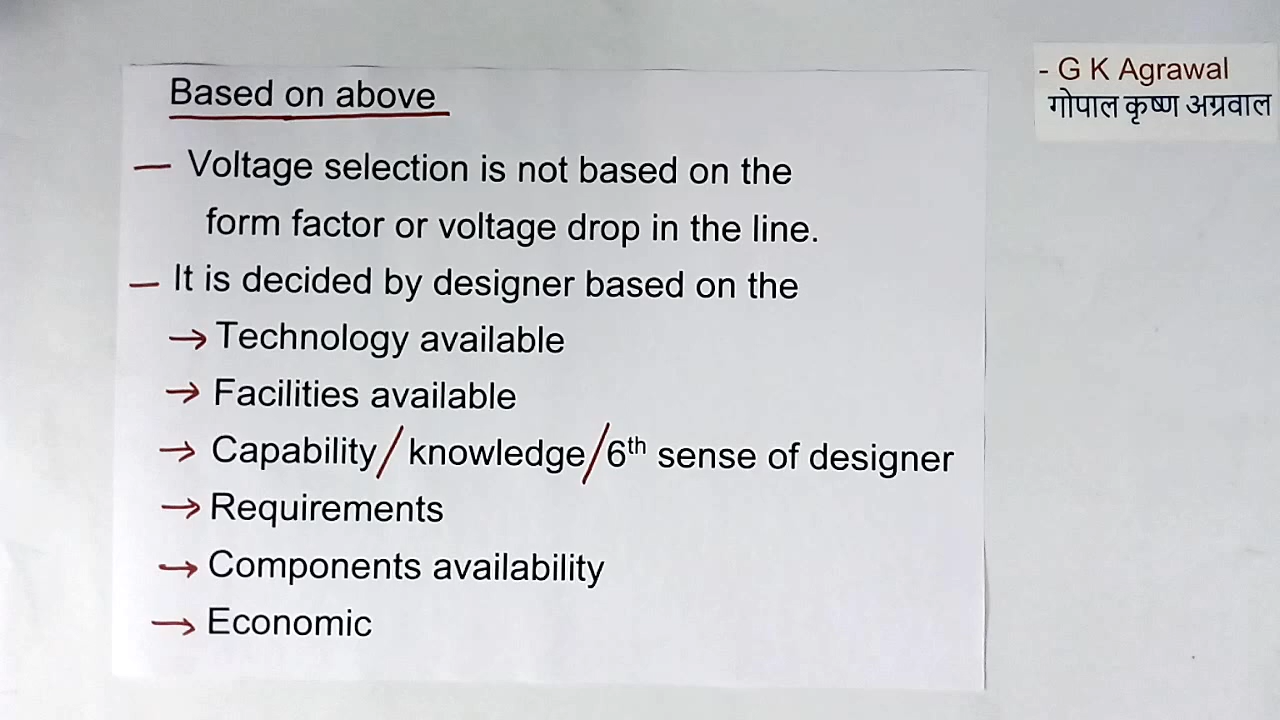 Based on above
— Voltage selection is not based on the
form factor or voltage drop in the line.
— It is decided by designer based on the
→ Technology available
→ Facilities available
→ Capability/knowledge/6th sense of designer
→ Requirements
→ Components availability
→ Economic
- G K Agrawal
गोपाल कृष्ण अग्रवाल